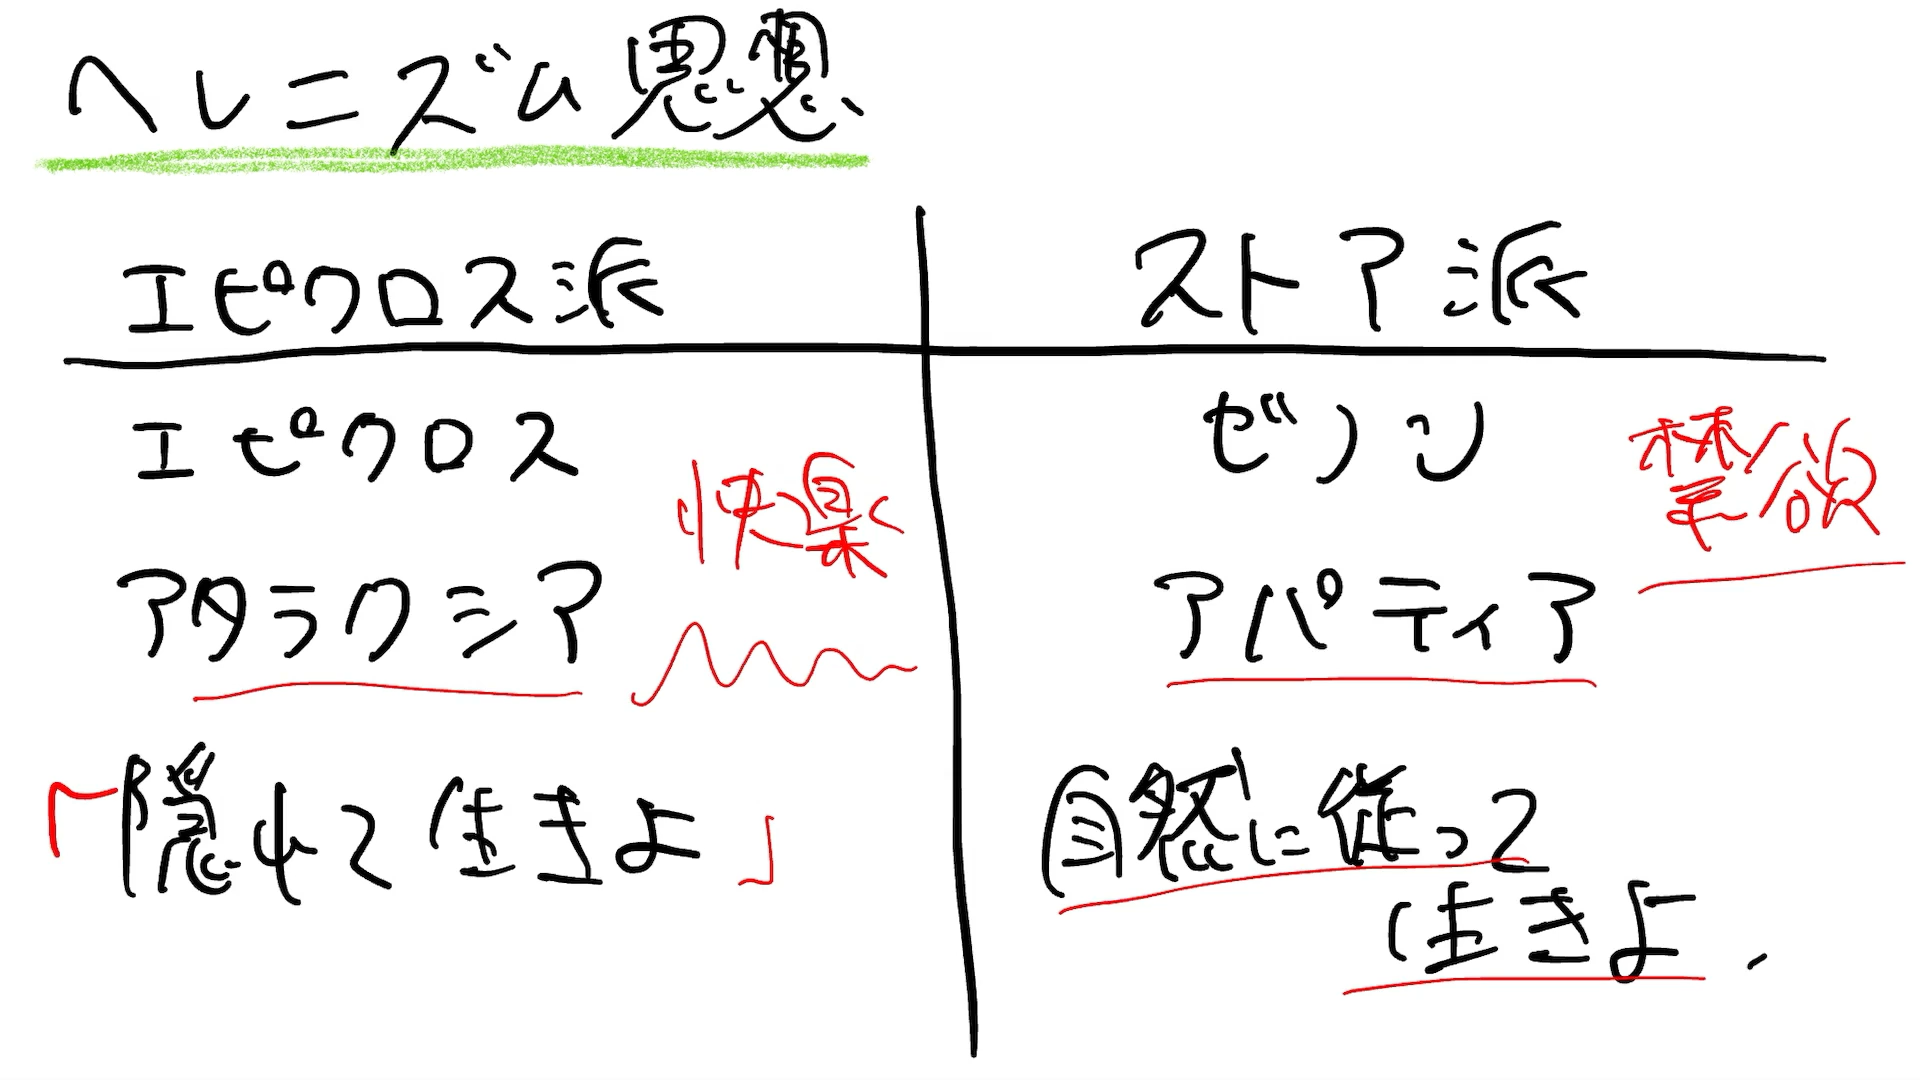 ヘレニズム思想
エピクロス派
ストア派
エピクロス
快楽
アタラクシア
「隠れて生きよ」
ゼノン
禁欲
アパティア
自然に従って
生きよ